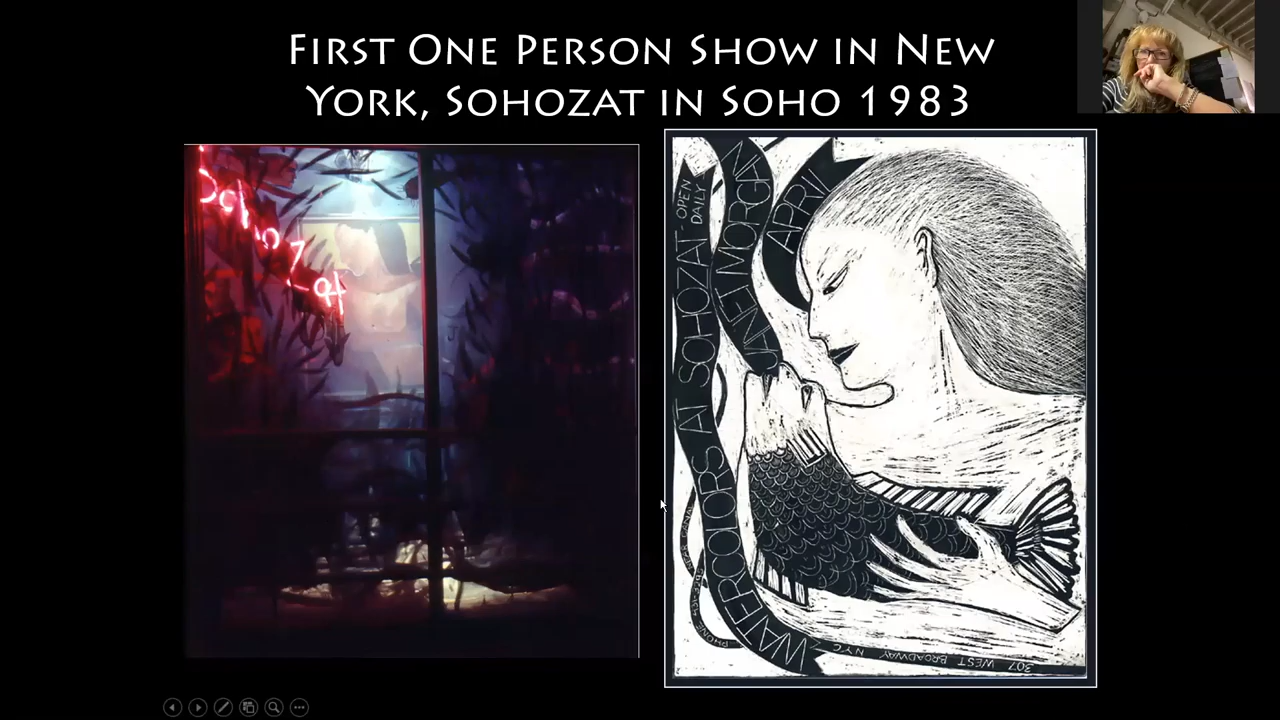 First One Person Show in New
York, Sohozat in Soho 1983
SohoZat
OPEN
DAILY
WATERCOLORS AT SOHOZAT
JANET MORGAN
APRIL
PHONE
307 WEST BROADWAY NYC